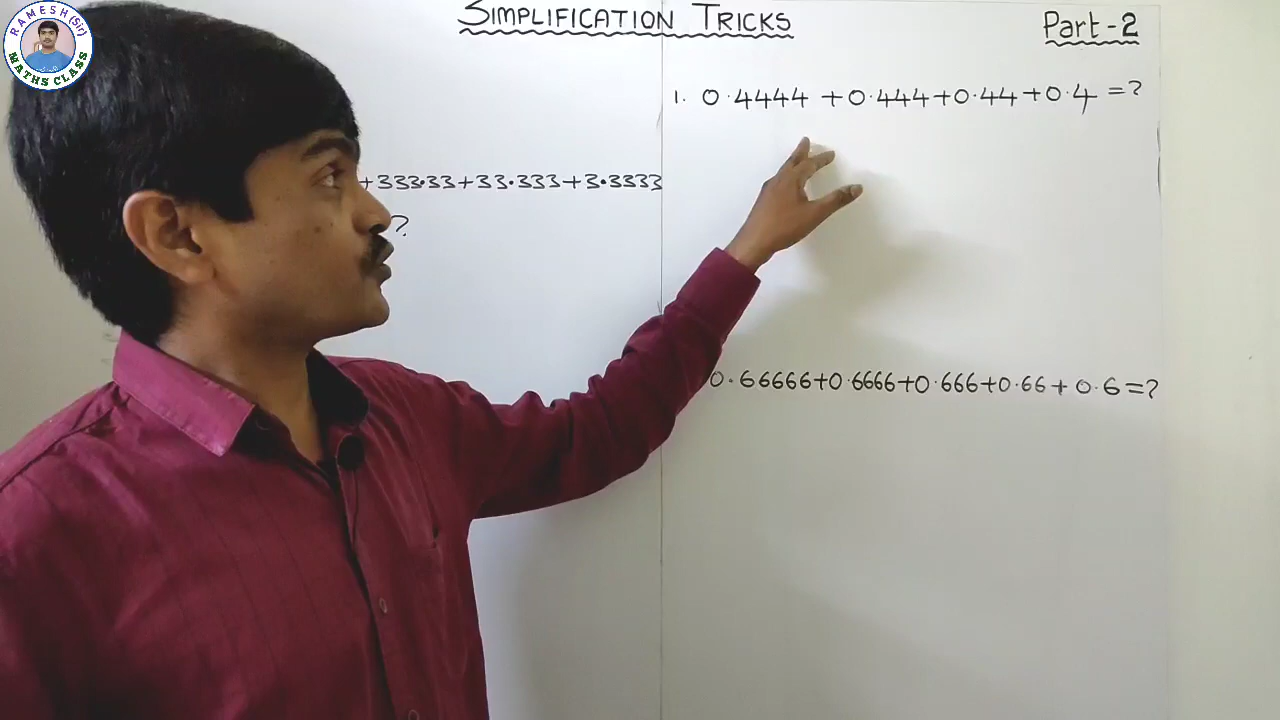 RAMESH (Sir)
MATHS CLASS
SIMPLIFICATION TRICKS
Part-2
1. 0.4444 + 0.444 + 0.44 + 0.4 = ?
+333.33+33.333+3.3333
?
0.66666+0.6666+0.666+0.66+0.6=?